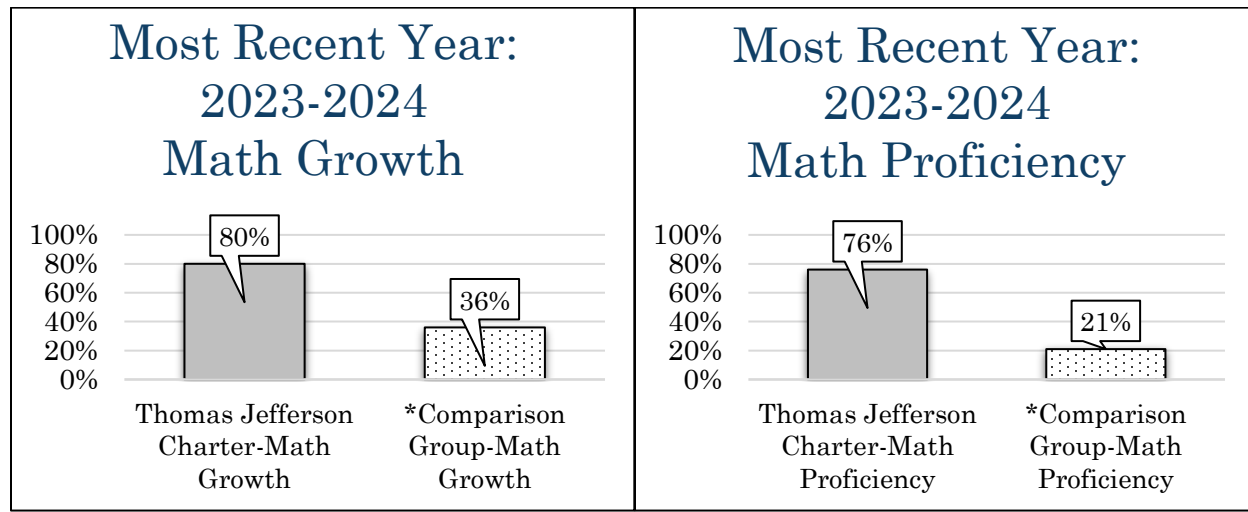 Most Recent Year:
2023-2024
Math Growth
100%
80%
60%
40%
20%
0%
80%
36%
Thomas Jefferson
Charter-Math
Growth
*Comparison
Group-Math
Growth
Most Recent Year:
2023-2024
Math Proficiency
100%
80%
60%
40%
20%
0%
76%
21%
Thomas Jefferson
Charter-Math
Proficiency
*Comparison
Group-Math
Proficiency